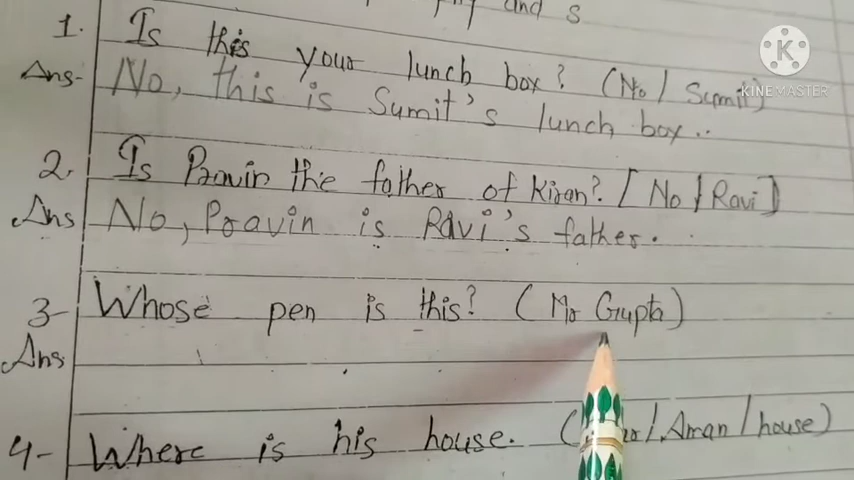 and s
1. Is this your lunch box? (No / Sumit)
Ans- No, this is Sumit's lunch box..
2. Is Pravin the father of Kiran? [No / Ravi]
Ans No, Pravin is Ravi's father.
3- Whose pen is this? (Mr Gupta)
Ans
4- Where is his house. ( / Aman / house)
KINEMASTER